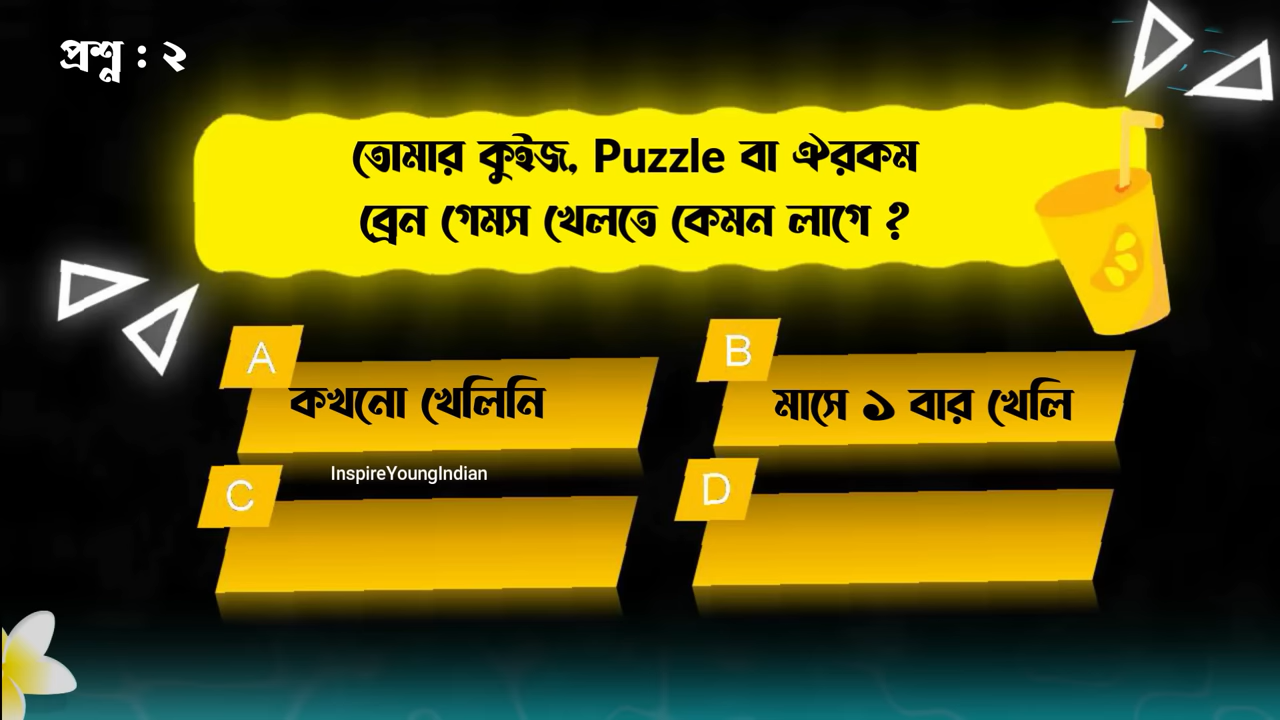 প্রশ্ন : ২
তোমার কুইজ, Puzzle বা ঐরকম
ব্রেন গেমস খেলতে কেমন লাগে ?
A
কখনো খেলিনি
B
মাসে ১ বার খেলি
InspireYoungIndian
C
D